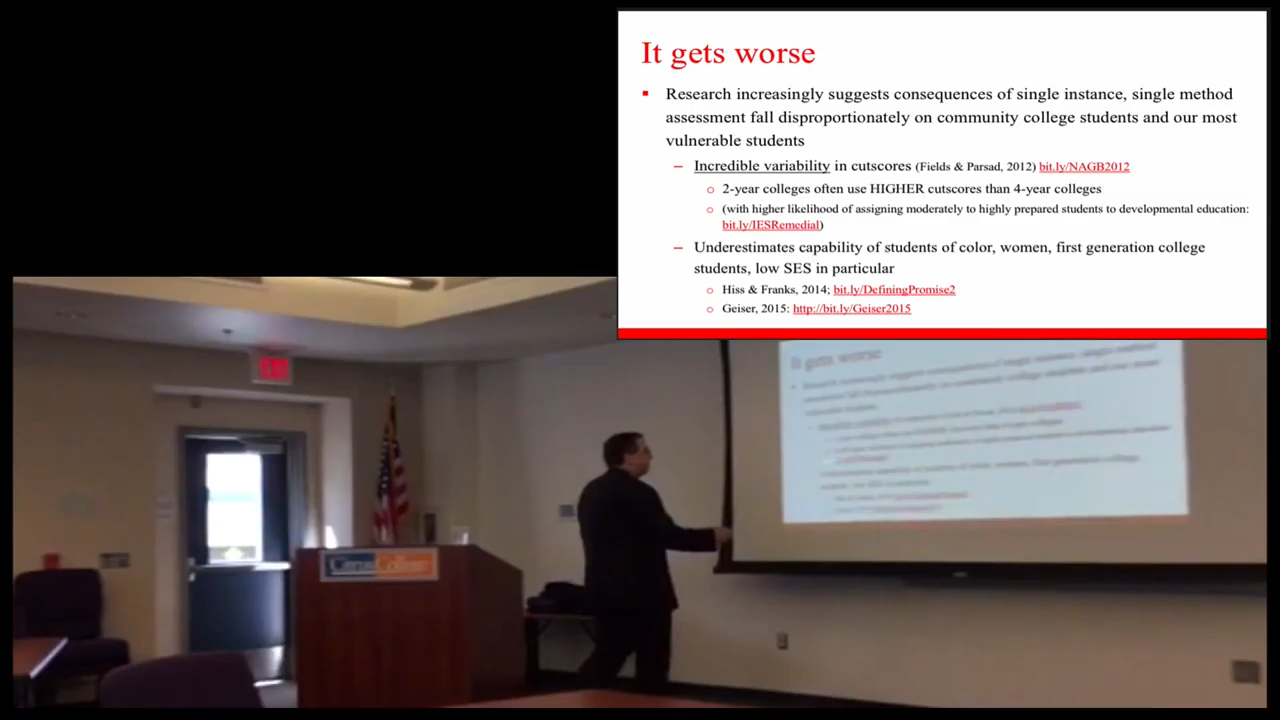 It gets worse
▪ Research increasingly suggests consequences of single instance, single method
assessment fall disproportionately on community college students and our most
vulnerable students
– Incredible variability in cutscores (Fields & Parsad, 2012) bit.ly/NAGB2012
o 2-year colleges often use HIGHER cutscores than 4-year colleges
o (with higher likelihood of assigning moderately to highly prepared students to developmental education:
bit.ly/IESRemedial)
– Underestimates capability of students of color, women, first generation college
students, low SES in particular
o Hiss & Franks, 2014; bit.ly/DefiningPromise2
o Geiser, 2015: http://bit.ly/Geiser2015
It gets worse